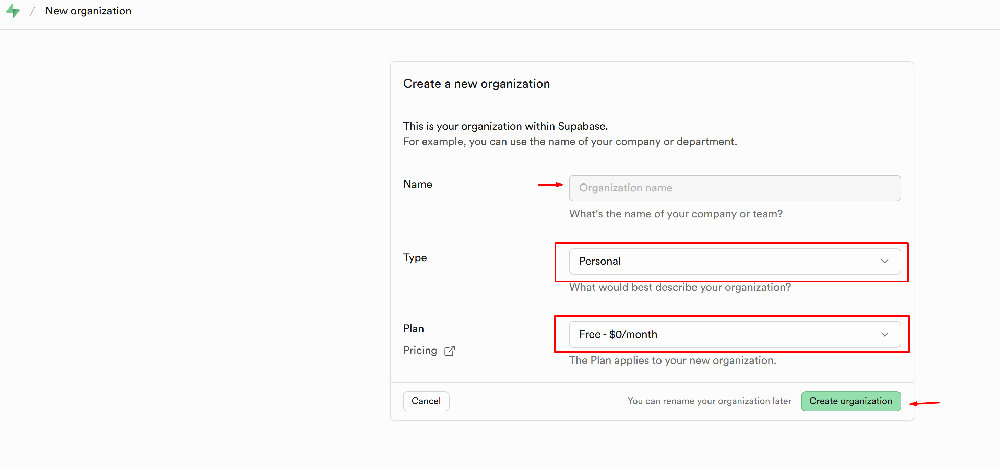 / New organization
Create a new organization
This is your organization within Supabase.
For example, you can use the name of your company or department.
Name
Organization name
What's the name of your company or team?
Type
Personal
What would best describe your organization?
Plan
Free - $0/month
Pricing
The Plan applies to your new organization.
Cancel
You can rename your organization later
Create organization